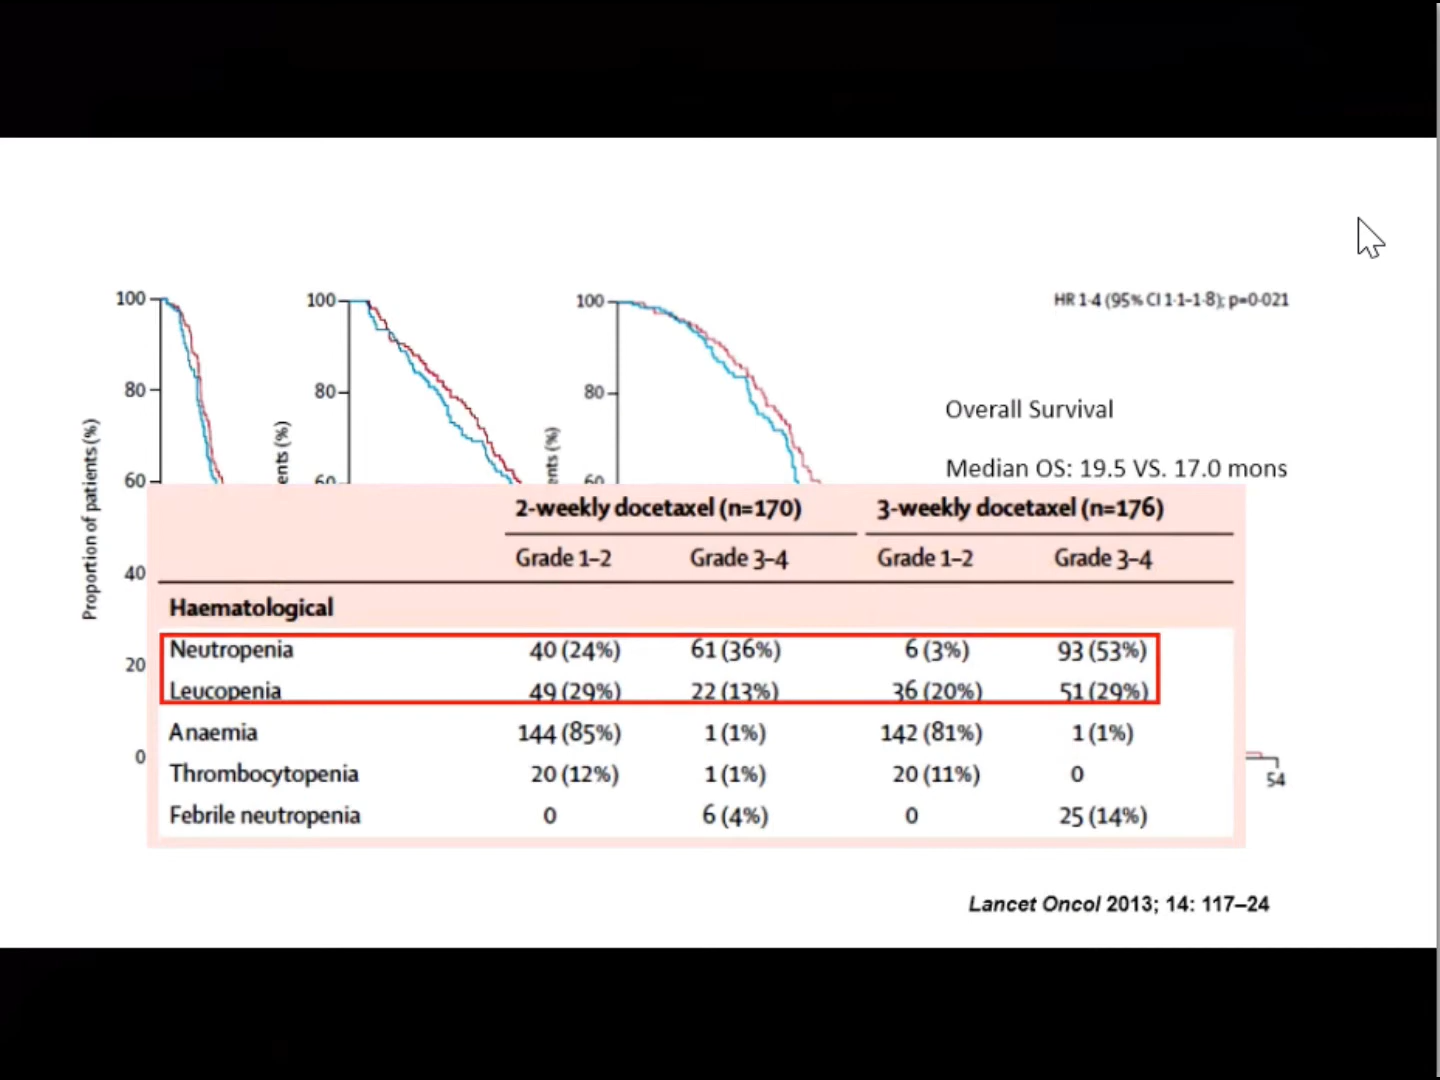 100
100
100
HR 1·4 (95% CI 1·1–1·8); p=0·021
80
80
80
Overall Survival
Proportion of patients (%)
ents (%)
ents (%)
Median OS: 19.5 VS. 17.0 mons
60
60
60
2-weekly docetaxel (n=170) 3-weekly docetaxel (n=176)
Grade 1–2 Grade 3–4 Grade 1–2 Grade 3–4
40
Haematological
Neutropenia 40 (24%) 61 (36%) 6 (3%) 93 (53%)
20
Leucopenia 49 (29%) 22 (13%) 36 (20%) 51 (29%)
Anaemia 144 (85%) 1 (1%) 142 (81%) 1 (1%)
0
Thrombocytopenia 20 (12%) 1 (1%) 20 (11%) 0
54
Febrile neutropenia 0 6 (4%) 0 25 (14%)
Lancet Oncol 2013; 14: 117–24